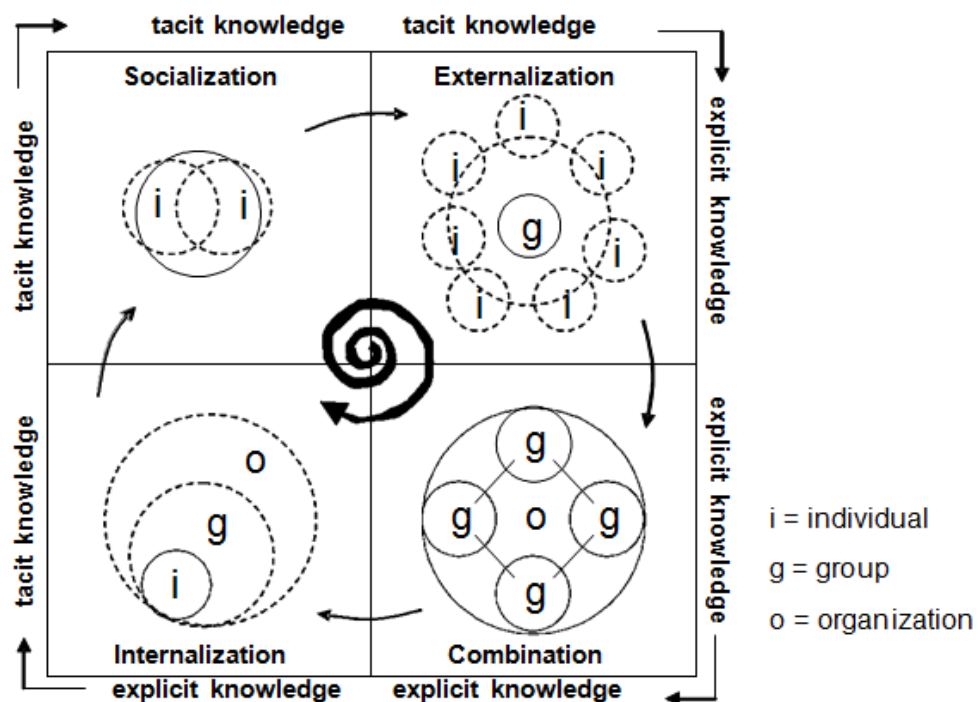 tacit knowledge tacit knowledge
Socialization Externalization
tacit knowledge
explicit knowledge
i i
i
i
i
i
i
i
i
g
tacit knowledge
explicit knowledge
o
g
i
g
g o g
g
i = individual
g = group
o = organization
Internalization Combination
explicit knowledge explicit knowledge